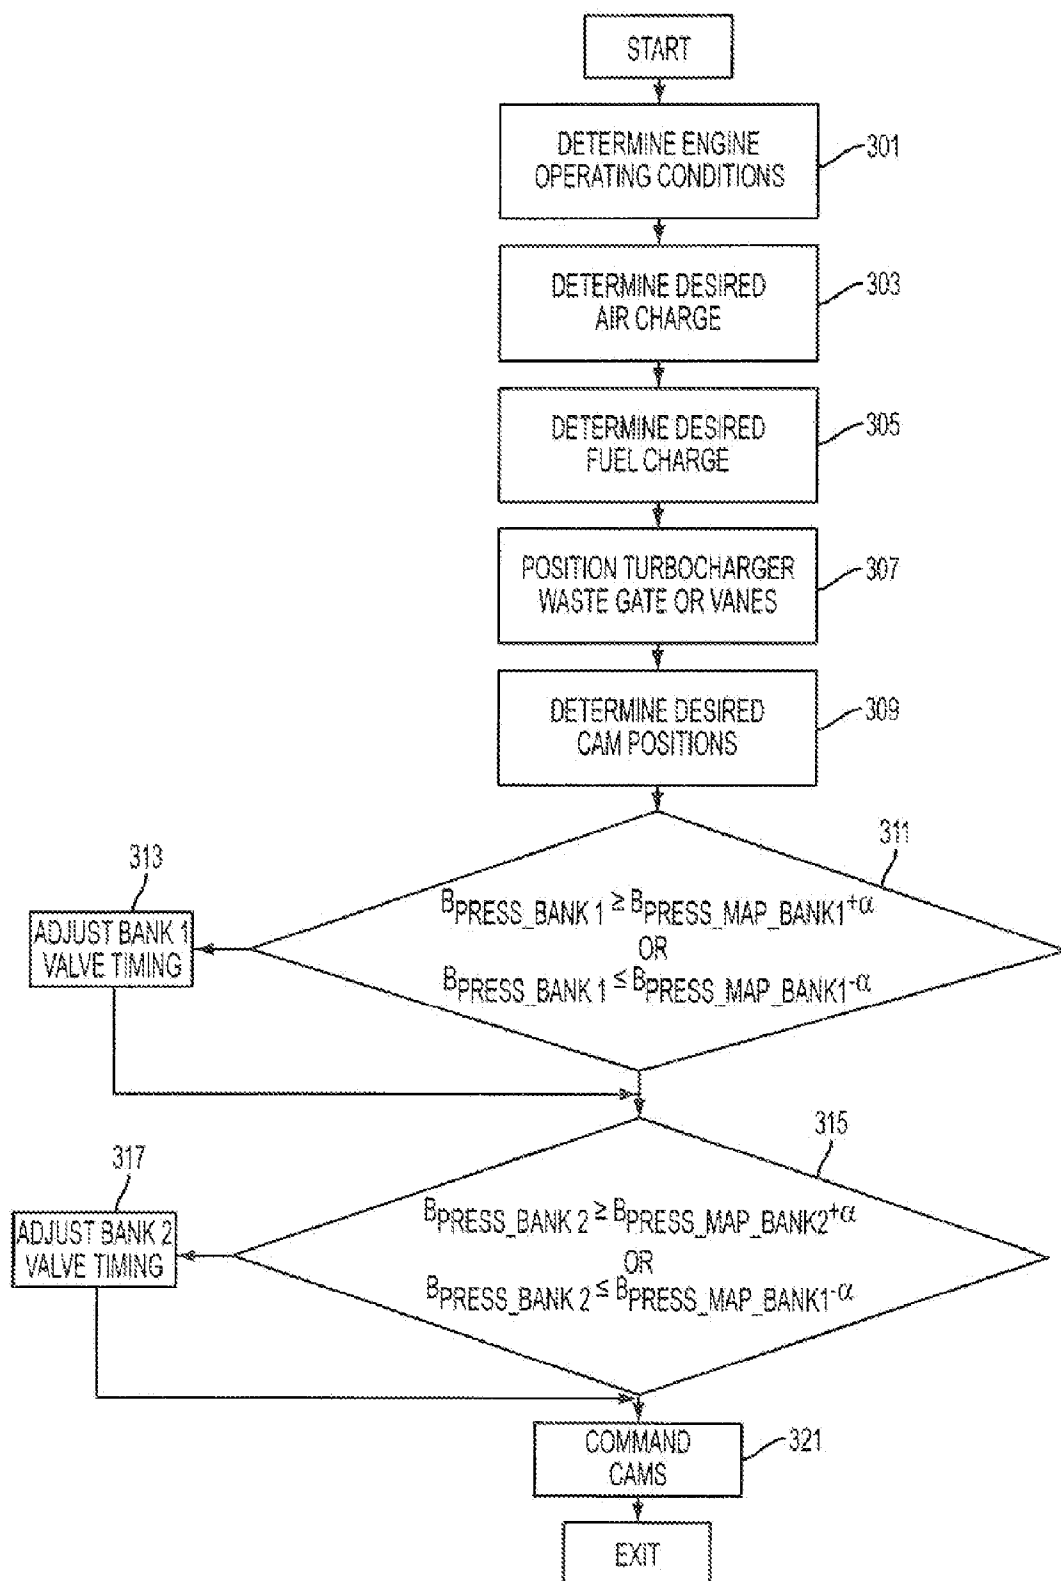 START
DETERMINE ENGINE
OPERATING CONDITIONS
301
DETERMINE DESIRED
AIR CHARGE
303
DETERMINE DESIRED
FUEL CHARGE
305
POSITION TURBOCHARGER
WASTE GATE OR VANES
307
DETERMINE DESIRED
CAM POSITIONS
309
311
313
BPRESS_BANK 1 ≥ BPRESS_MAP_BANK1+α
OR
BPRESS_BANK 1 ≤ BPRESS_MAP_BANK1-α
ADJUST BANK 1
VALVE TIMING
315
317
BPRESS_BANK 2 ≥ BPRESS_MAP_BANK2+α
OR
BPRESS_BANK 2 ≤ BPRESS_MAP_BANK1-α
ADJUST BANK 2
VALVE TIMING
COMMAND
CAMS
321
EXIT